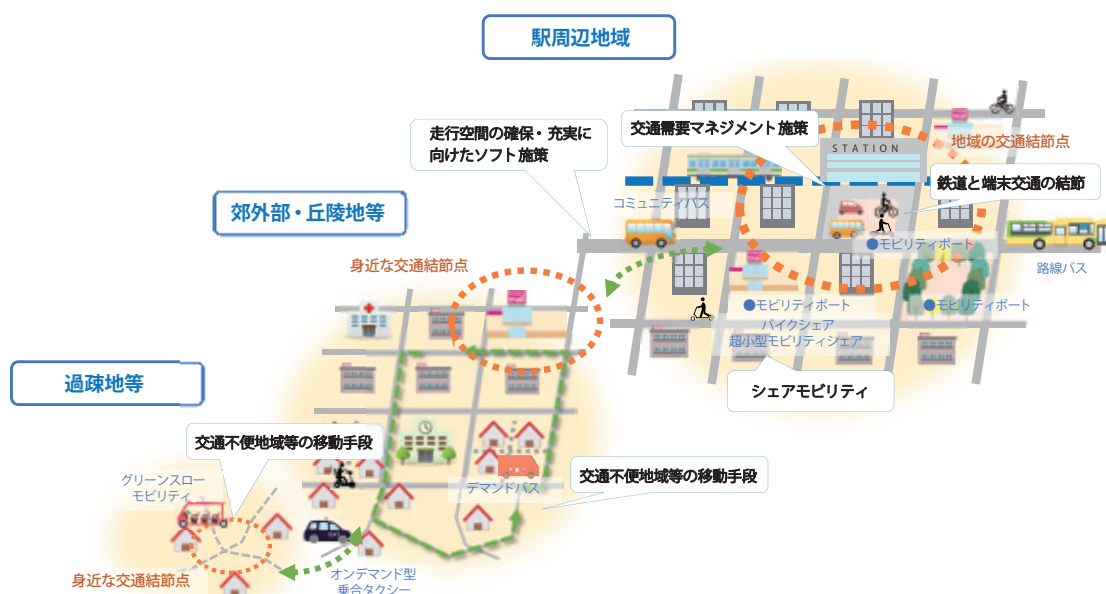 駅周辺地域
走行空間の確保・充実に
向けたソフト施策
交通需要マネジメント施策
STATION
地域の交通結節点
鉄道と端末交通の結節
コミュニティバス
●モビリティポート
路線バス
郊外部・丘陵地等
身近な交通結節点
●モビリティポート
●モビリティポート
バイクシェア
超小型モビリティシェア
シェアモビリティ
過疎地等
交通不便地域等の移動手段
グリーンスロー
モビリティ
デマンドバス
交通不便地域等の移動手段
身近な交通結節点
オンデマンド型
乗合タクシー